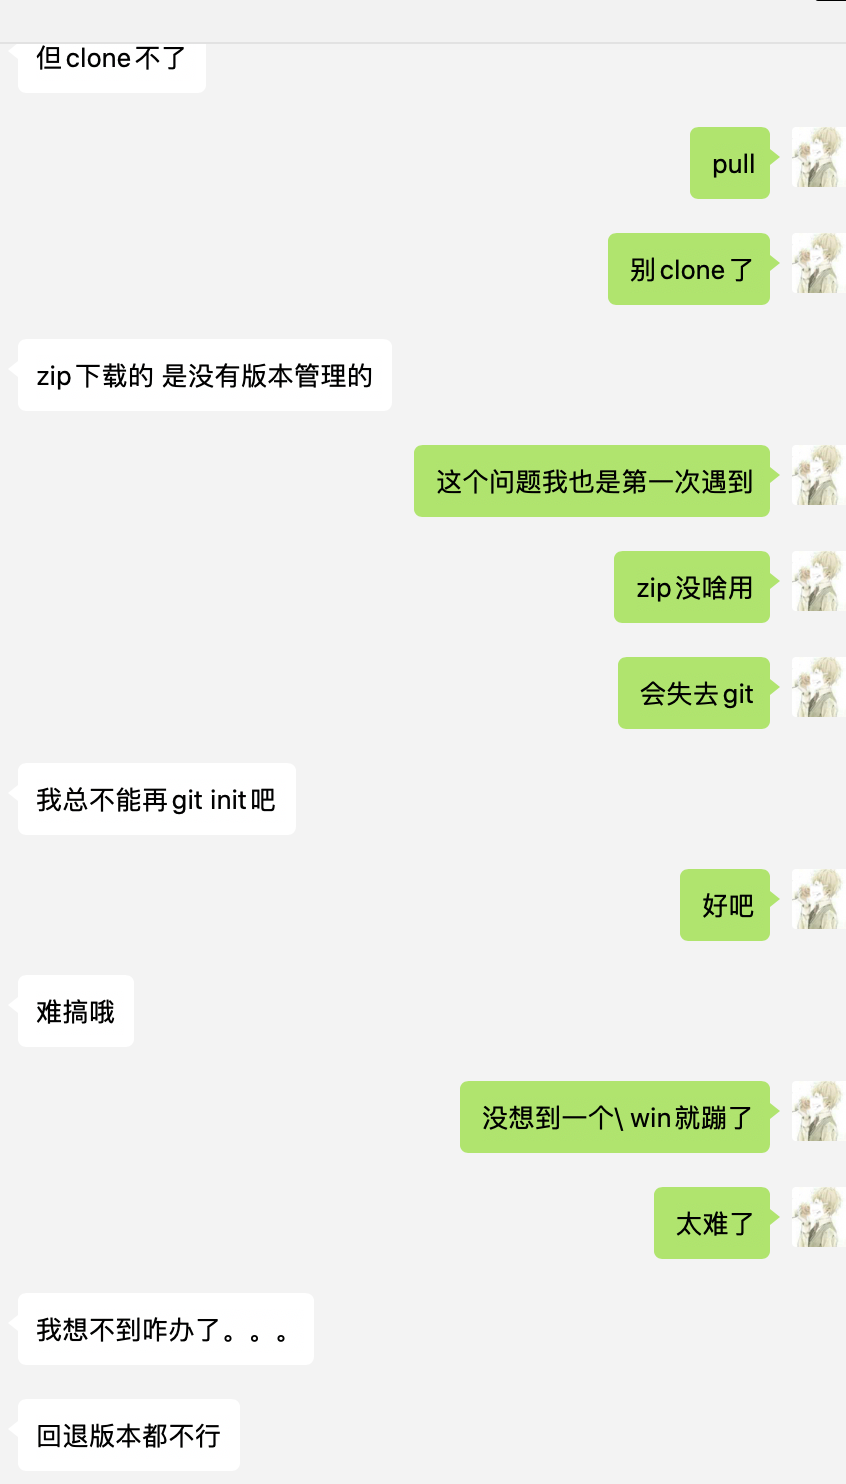 但clone不了
pull
别clone了
zip下载的 是没有版本管理的
这个问题我也是第一次遇到
zip没啥用
会失去git
我总不能再git init吧
好吧
难搞哦
没想到一个\ win就蹦了
太难了
我想不到咋办了。。。
回退版本都不行